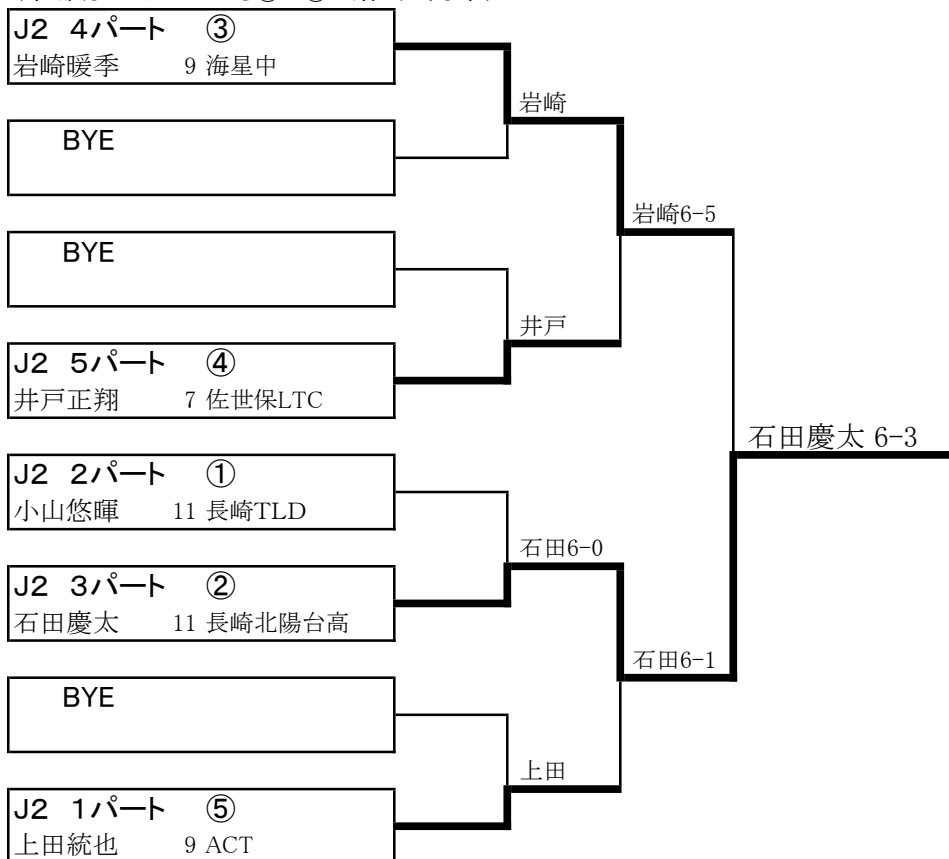 J2 4パート ③
岩崎暖季 9 海星中
岩崎
BYE
岩崎6-5
BYE
井戸
J2 5パート ④
井戸正翔 7 佐世保LTC
石田慶太 6-3
J2 2パート ①
小山悠暉 11 長崎TLD
石田6-0
J2 3パート ②
石田慶太 11 長崎北陽台高
石田6-1
BYE
上田
J2 1パート ⑤
上田統也 9 ACT